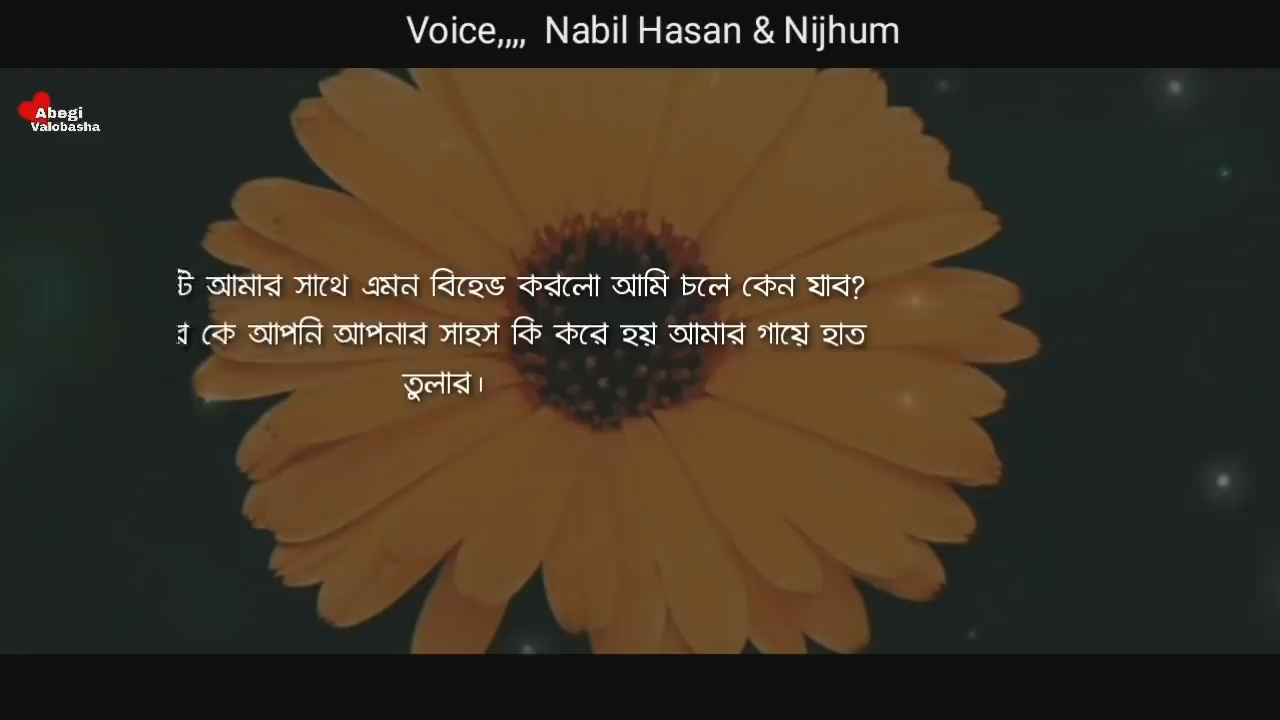 Voice,,,, Nabil Hasan & Nijhum
Abegi
Valobasha
আমার সাথে এমন বিহেভ করলো আমি চলে কেন যাব?
কে আপনি আপনার সাহস কি করে হয় আমার গায়ে হাত
তুলার।